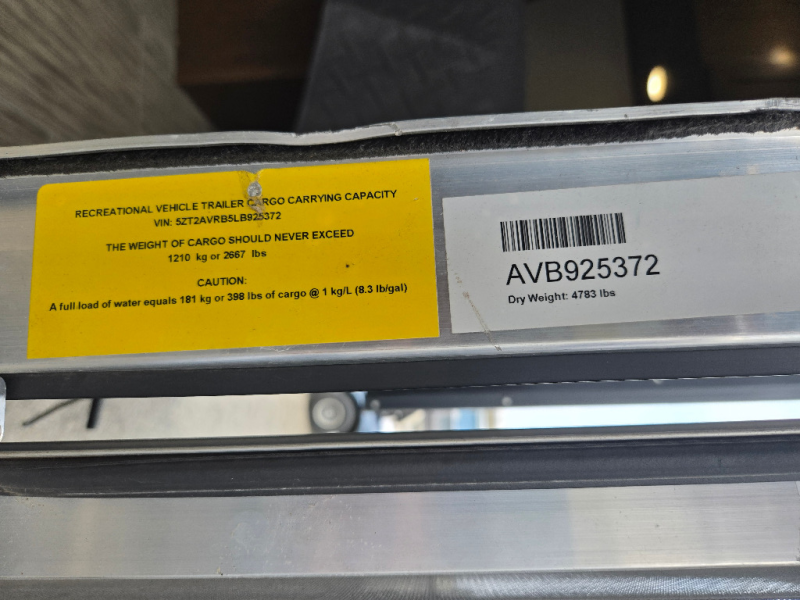 RECREATIONAL VEHICLE TRAILER CARGO CARRYING CAPACITY
VIN: 5ZT2AVRB5LB925372
THE WEIGHT OF CARGO SHOULD NEVER EXCEED
1210 kg or 2667 lbs
CAUTION:
A full load of water equals 181 kg or 398 lbs of cargo @ 1 kg/L (8.3 lb/gal)
AVB925372
Dry Weight: 4783 lbs